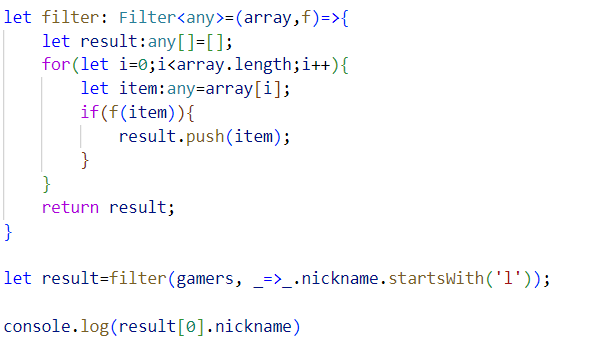 let filter: Filter<any>=(array,f)=>{
    let result:any[]=[];
    for(let i=0;i<array.length;i++){
        let item:any=array[i];
        if(f(item)){
            result.push(item);
        }
    }
    return result;
}
let result=filter(gamers, _=>_.nickname.startsWith('l'));
console.log(result[0].nickname)